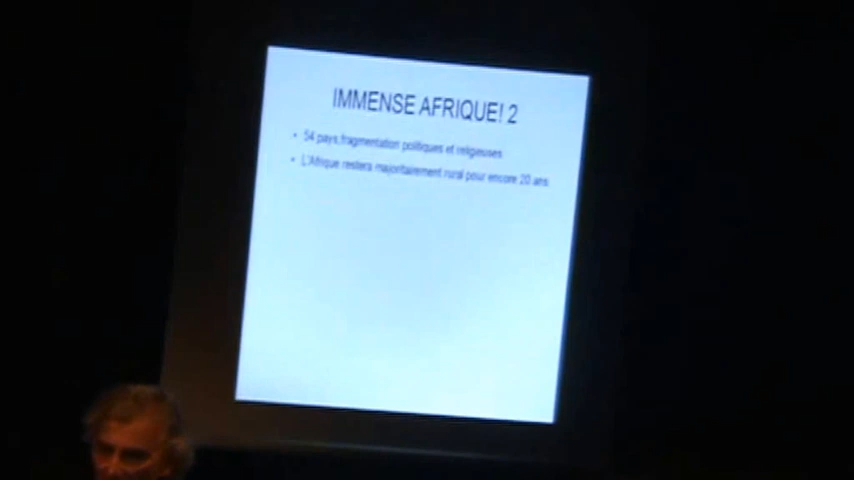 IMMENSE AFRIQUE! 2
• 54 pays,fragmentation politiques et religieuses
• L'Afrique restera majoritairement rural pour encore 20 ans